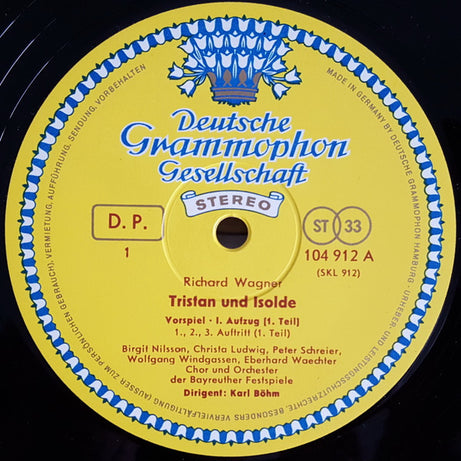 Deutsche
Grammophon
Gesellschaft
STEREO
D. P.
1
ST 33
104 912 A
(SKL 912)
Richard Wagner
Tristan und Isolde
Vorspiel · I. Aufzug (1. Teil)
1., 2., 3. Auftritt (1. Teil)
Birgit Nilsson, Christa Ludwig, Peter Schreier,
Wolfgang Windgassen, Eberhard Waechter
Chor und Orchester
der Bayreuther Festspiele
Dirigent: Karl Böhm
MADE IN GERMANY BY DEUTSCHE GRAMMOPHON HAMBURG · URHEBER- UND LEISTUNGSSCHUTZRECHTE, BESONDERS VERVIELFÄLTIGUNG (AUSSER ZUM PERSÖNLICHEN GEBRAUCH), VERMIETUNG, AUFFÜHRUNG, SENDUNG, VORBEHALTEN